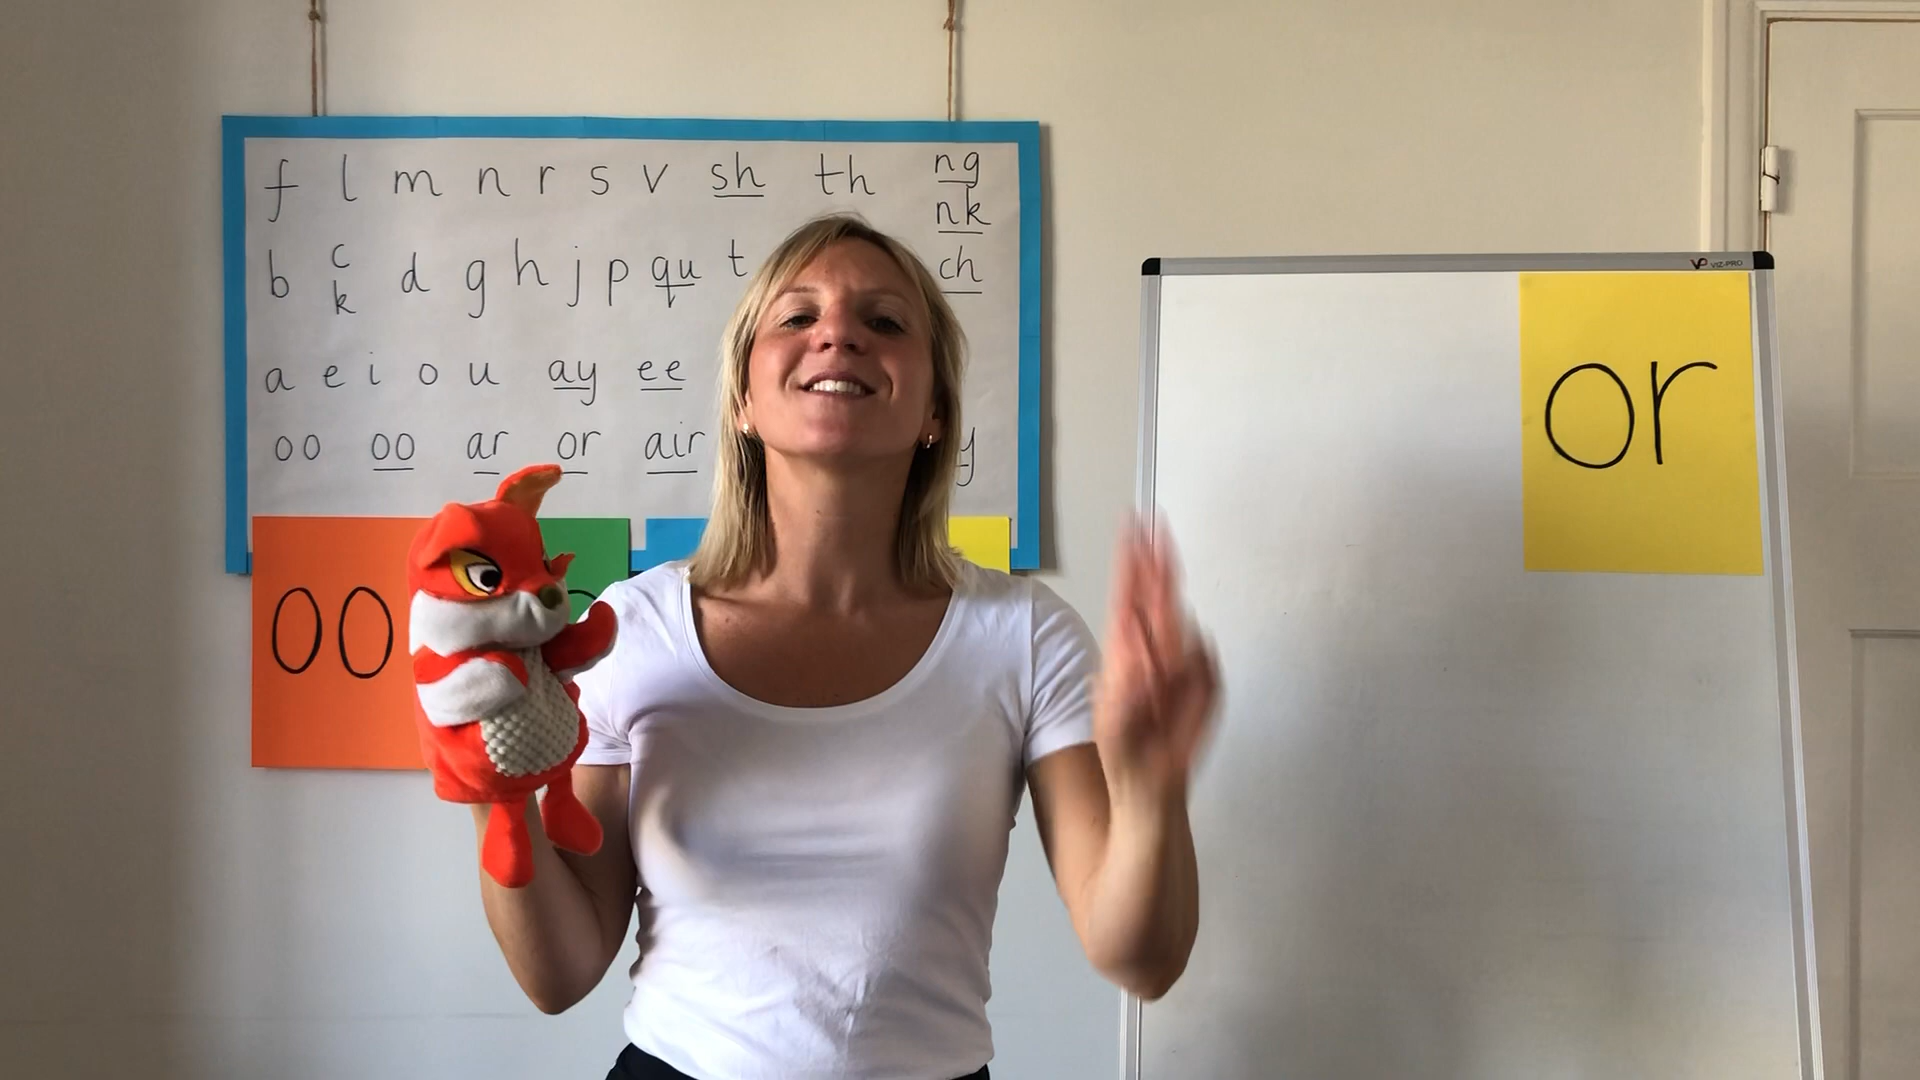 f l m n r s v sh th ng
nk
b c k d g h j p qu t ch
a e i o u ay ee
oo oo ar or air y
oo
VIZ-PRO
or